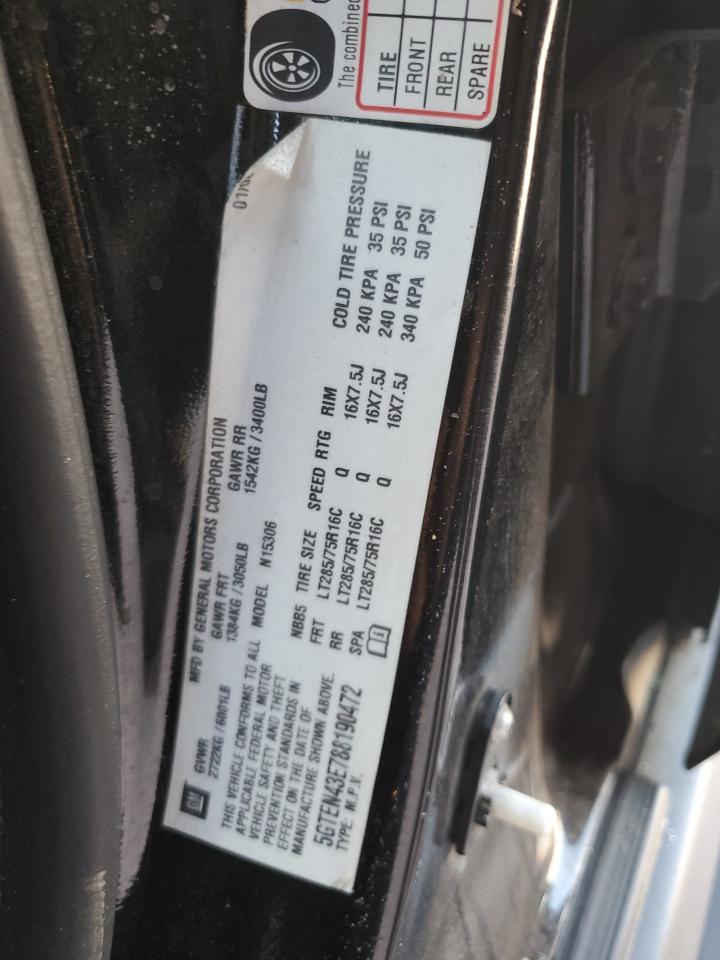 The combined
TIRE
FRONT
REAR
SPARE
GM
MFD BY GENERAL MOTORS CORPORATION
GVWR GAWR FRT GAWR RR
2722KG / 6001LB 1384KG / 3050LB 1542KG / 3400LB
THIS VEHICLE CONFORMS TO ALL
APPLICABLE FEDERAL MOTOR
VEHICLE SAFETY AND THEFT
PREVENTION STANDARDS IN
EFFECT ON THE DATE OF
MANUFACTURE SHOWN ABOVE.
5GTEN43E788190472
TYPE: M.P.V.
MODEL N15306
NBB5 TIRE SIZE SPEED RTG RIM COLD TIRE PRESSURE
FRT LT285/75R16C Q 16X7.5J 240 KPA 35 PSI
RR LT285/75R16C Q 16X7.5J 240 KPA 35 PSI
SPA LT285/75R16C Q 16X7.5J 340 KPA 50 PSI